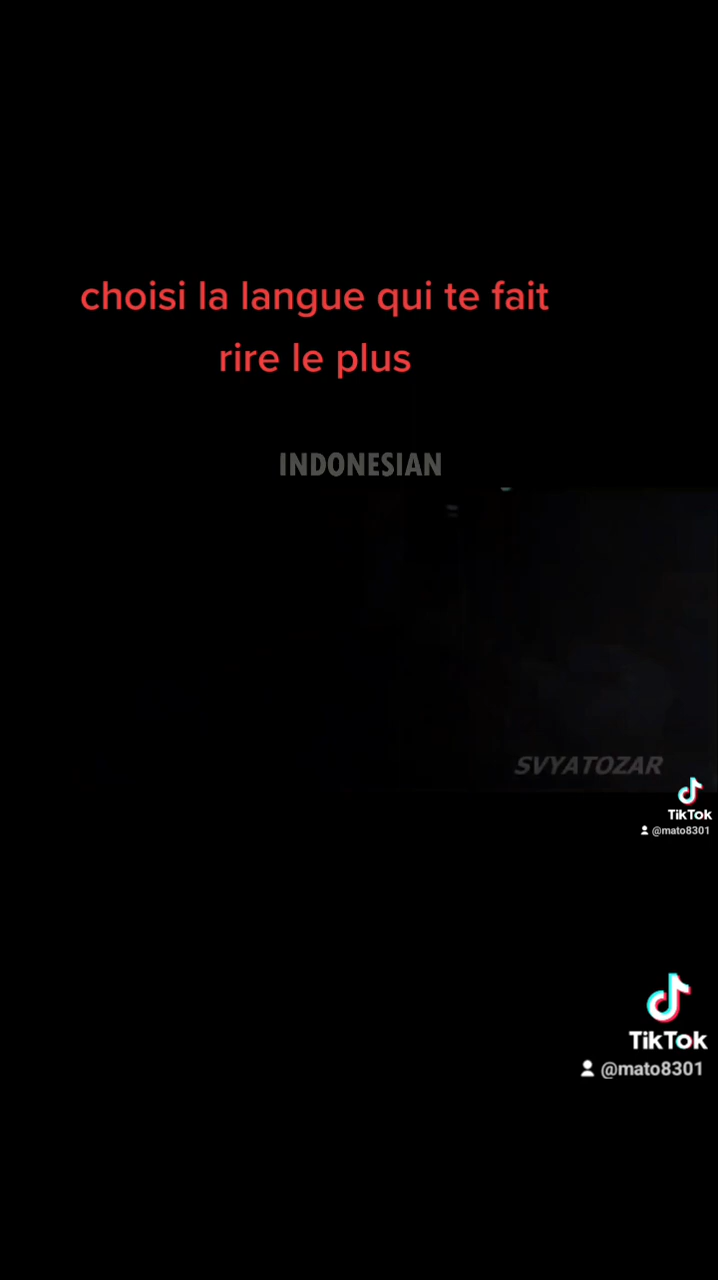 choisi la langue qui te fait
rire le plus
INDONESIAN
SVYATOZAR
TikTok
@mato8301
TikTok
@mato8301